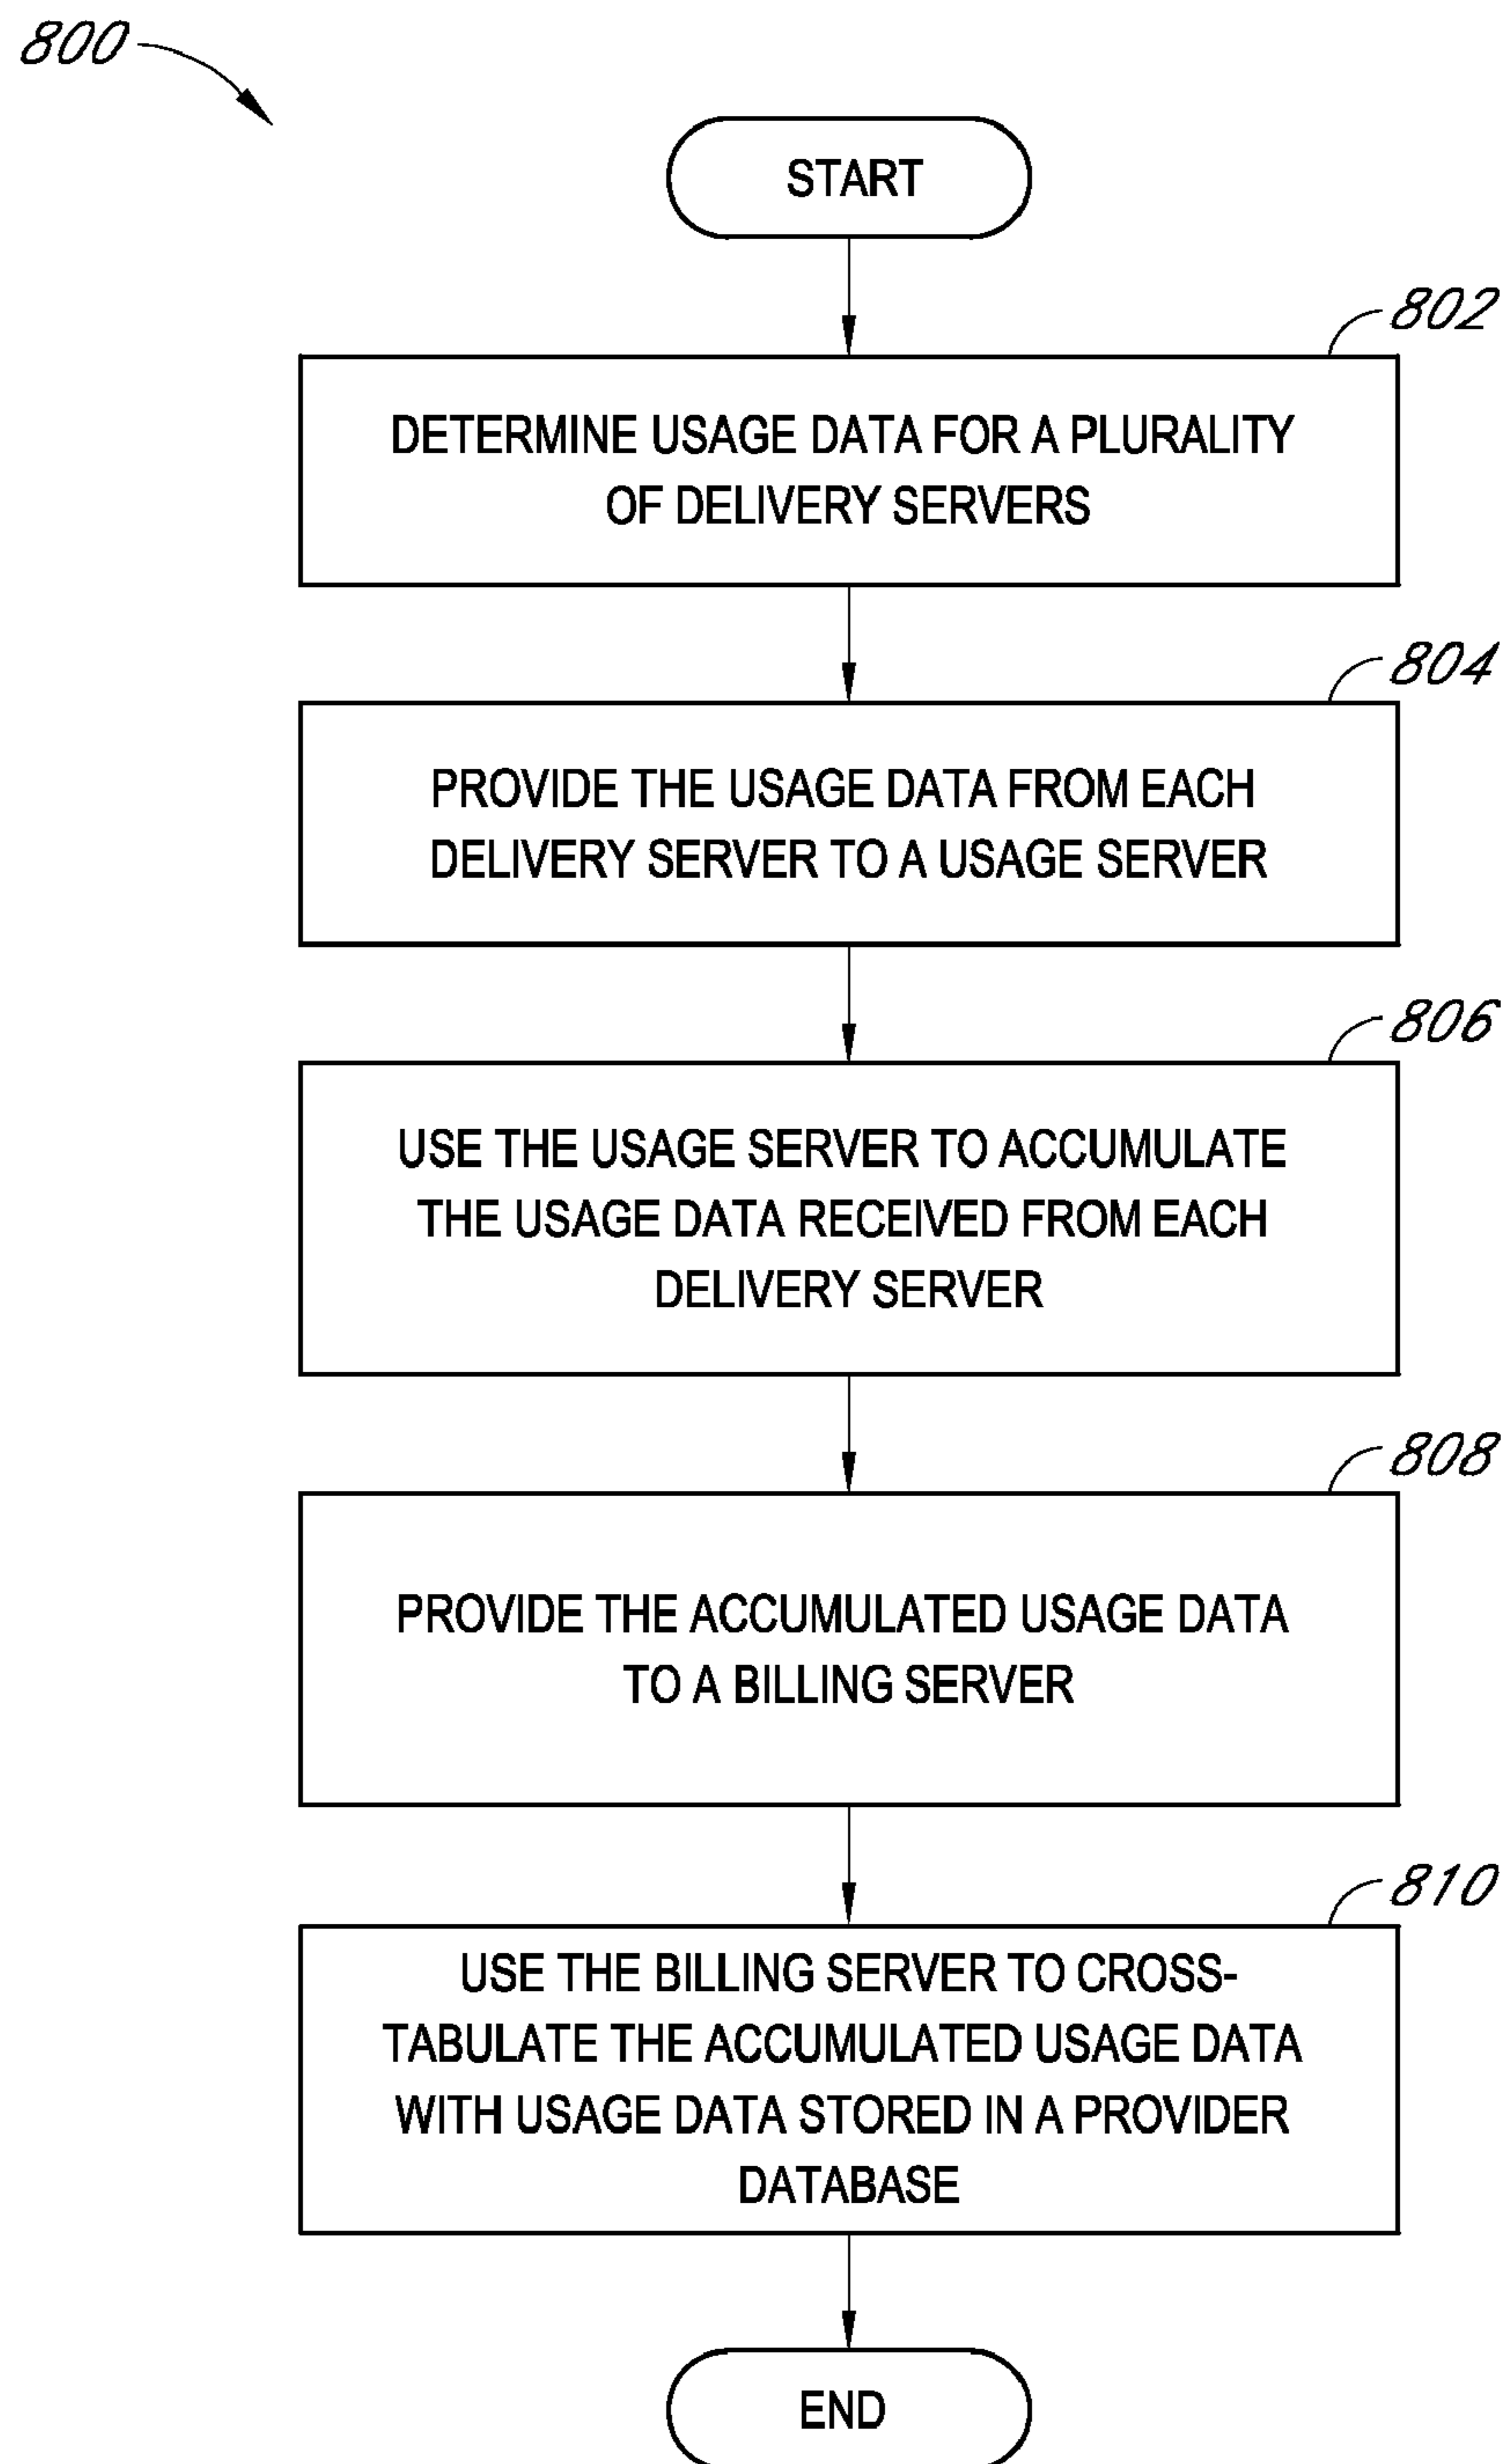 800
START
802
DETERMINE USAGE DATA FOR A PLURALITY
OF DELIVERY SERVERS
804
PROVIDE THE USAGE DATA FROM EACH
DELIVERY SERVER TO A USAGE SERVER
806
USE THE USAGE SERVER TO ACCUMULATE
THE USAGE DATA RECEIVED FROM EACH
DELIVERY SERVER
808
PROVIDE THE ACCUMULATED USAGE DATA
TO A BILLING SERVER
810
USE THE BILLING SERVER TO CROSS-
TABULATE THE ACCUMULATED USAGE DATA
WITH USAGE DATA STORED IN A PROVIDER
DATABASE
END